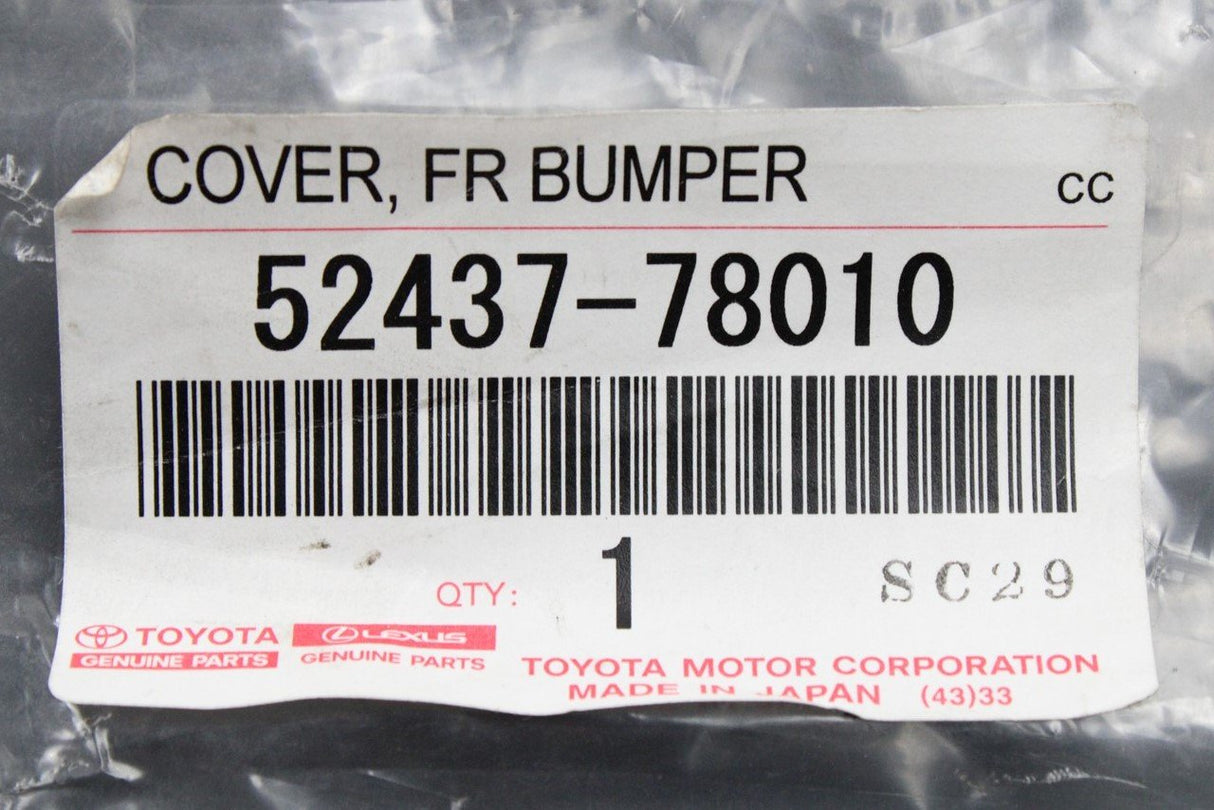 COVER, FR BUMPER CC
52437-78010
QTY: 1 SC29
TOYOTA LEXUS
GENUINE PARTS GENUINE PARTS
TOYOTA MOTOR CORPORATION
MADE IN JAPAN (43)33